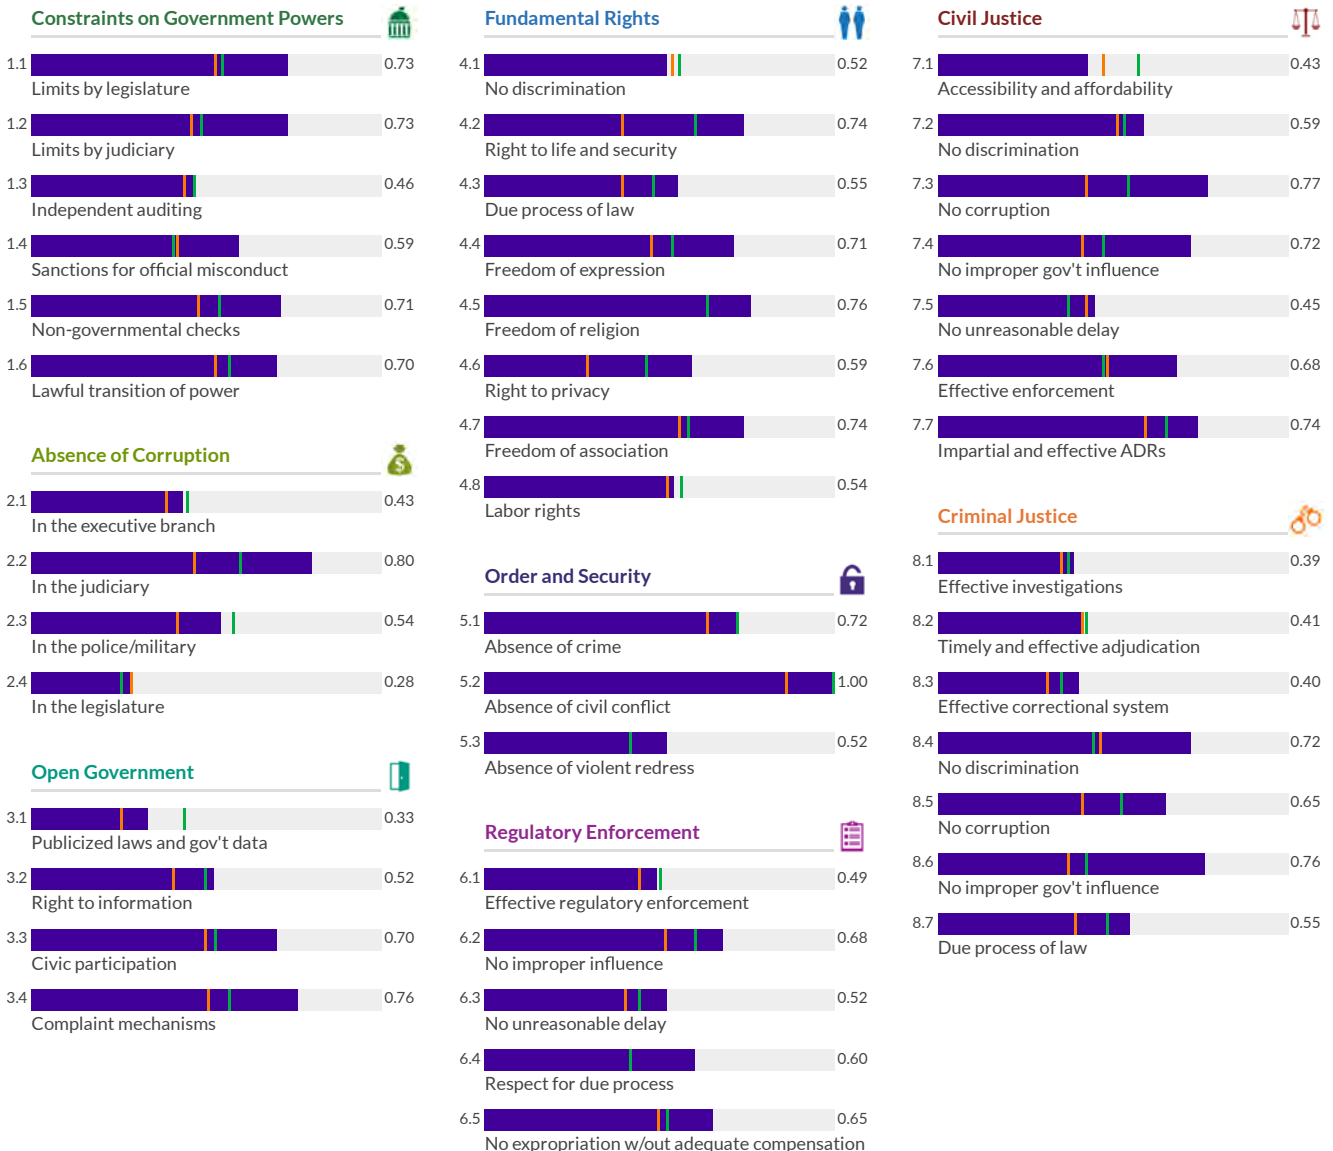 Constraints on Government Powers
1.1 0.73
Limits by legislature
1.2 0.73
Limits by judiciary
1.3 0.46
Independent auditing
1.4 0.59
Sanctions for official misconduct
1.5 0.71
Non-governmental checks
1.6 0.70
Lawful transition of power
Absence of Corruption
2.1 0.43
In the executive branch
2.2 0.80
In the judiciary
2.3 0.54
In the police/military
2.4 0.28
In the legislature
Open Government
3.1 0.33
Publicized laws and gov't data
3.2 0.52
Right to information
3.3 0.70
Civic participation
3.4 0.76
Complaint mechanisms
Fundamental Rights
4.1 0.52
No discrimination
4.2 0.74
Right to life and security
4.3 0.55
Due process of law
4.4 0.71
Freedom of expression
4.5 0.76
Freedom of religion
4.6 0.59
Right to privacy
4.7 0.74
Freedom of association
4.8 0.54
Labor rights
Order and Security
5.1 0.72
Absence of crime
5.2 1.00
Absence of civil conflict
5.3 0.52
Absence of violent redress
Regulatory Enforcement
6.1 0.49
Effective regulatory enforcement
6.2 0.68
No improper influence
6.3 0.52
No unreasonable delay
6.4 0.60
Respect for due process
6.5 0.65
No expropriation w/out adequate compensation
Civil Justice
7.1 0.43
Accessibility and affordability
7.2 0.59
No discrimination
7.3 0.77
No corruption
7.4 0.72
No improper gov't influence
7.5 0.45
No unreasonable delay
7.6 0.68
Effective enforcement
7.7 0.74
Impartial and effective ADRs
Criminal Justice
8.1 0.39
Effective investigations
8.2 0.41
Timely and effective adjudication
8.3 0.40
Effective correctional system
8.4 0.72
No discrimination
8.5 0.65
No corruption
8.6 0.76
No improper gov't influence
8.7 0.55
Due process of law